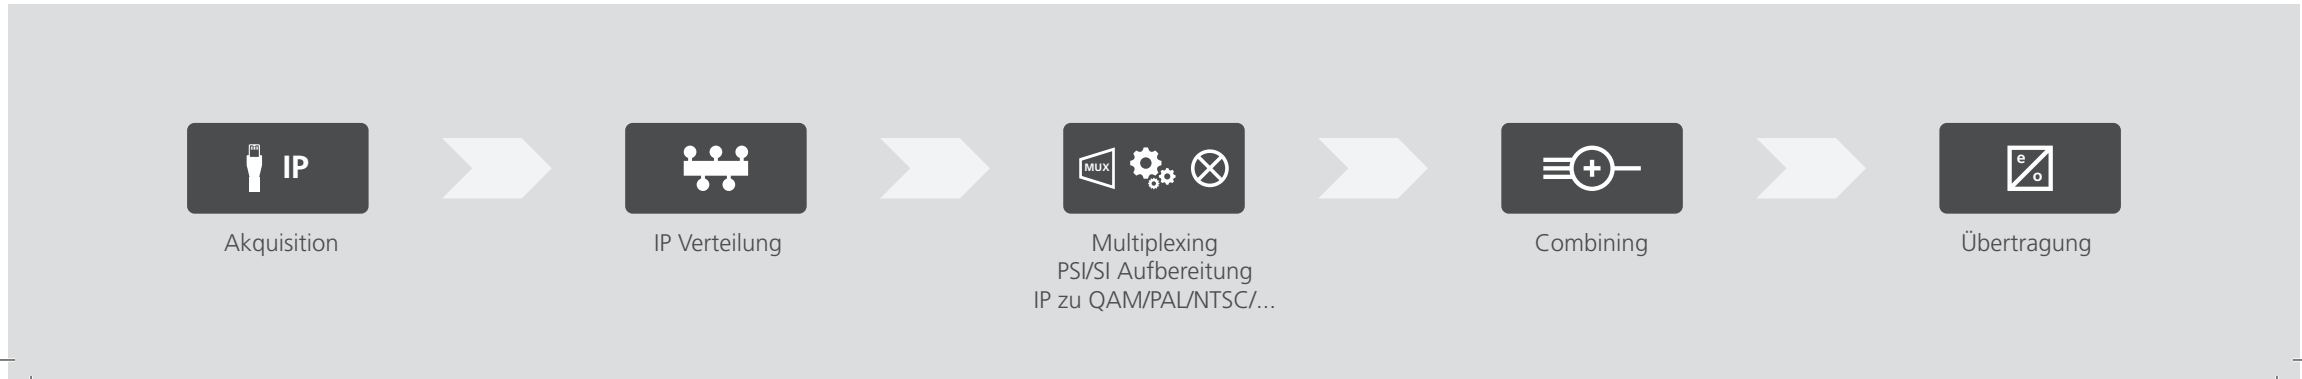 IP
MUX
e
o
Akquisition
IP Verteilung
Multiplexing
PSI/SI Aufbereitung
IP zu QAM/PAL/NTSC/...
Combining
Übertragung